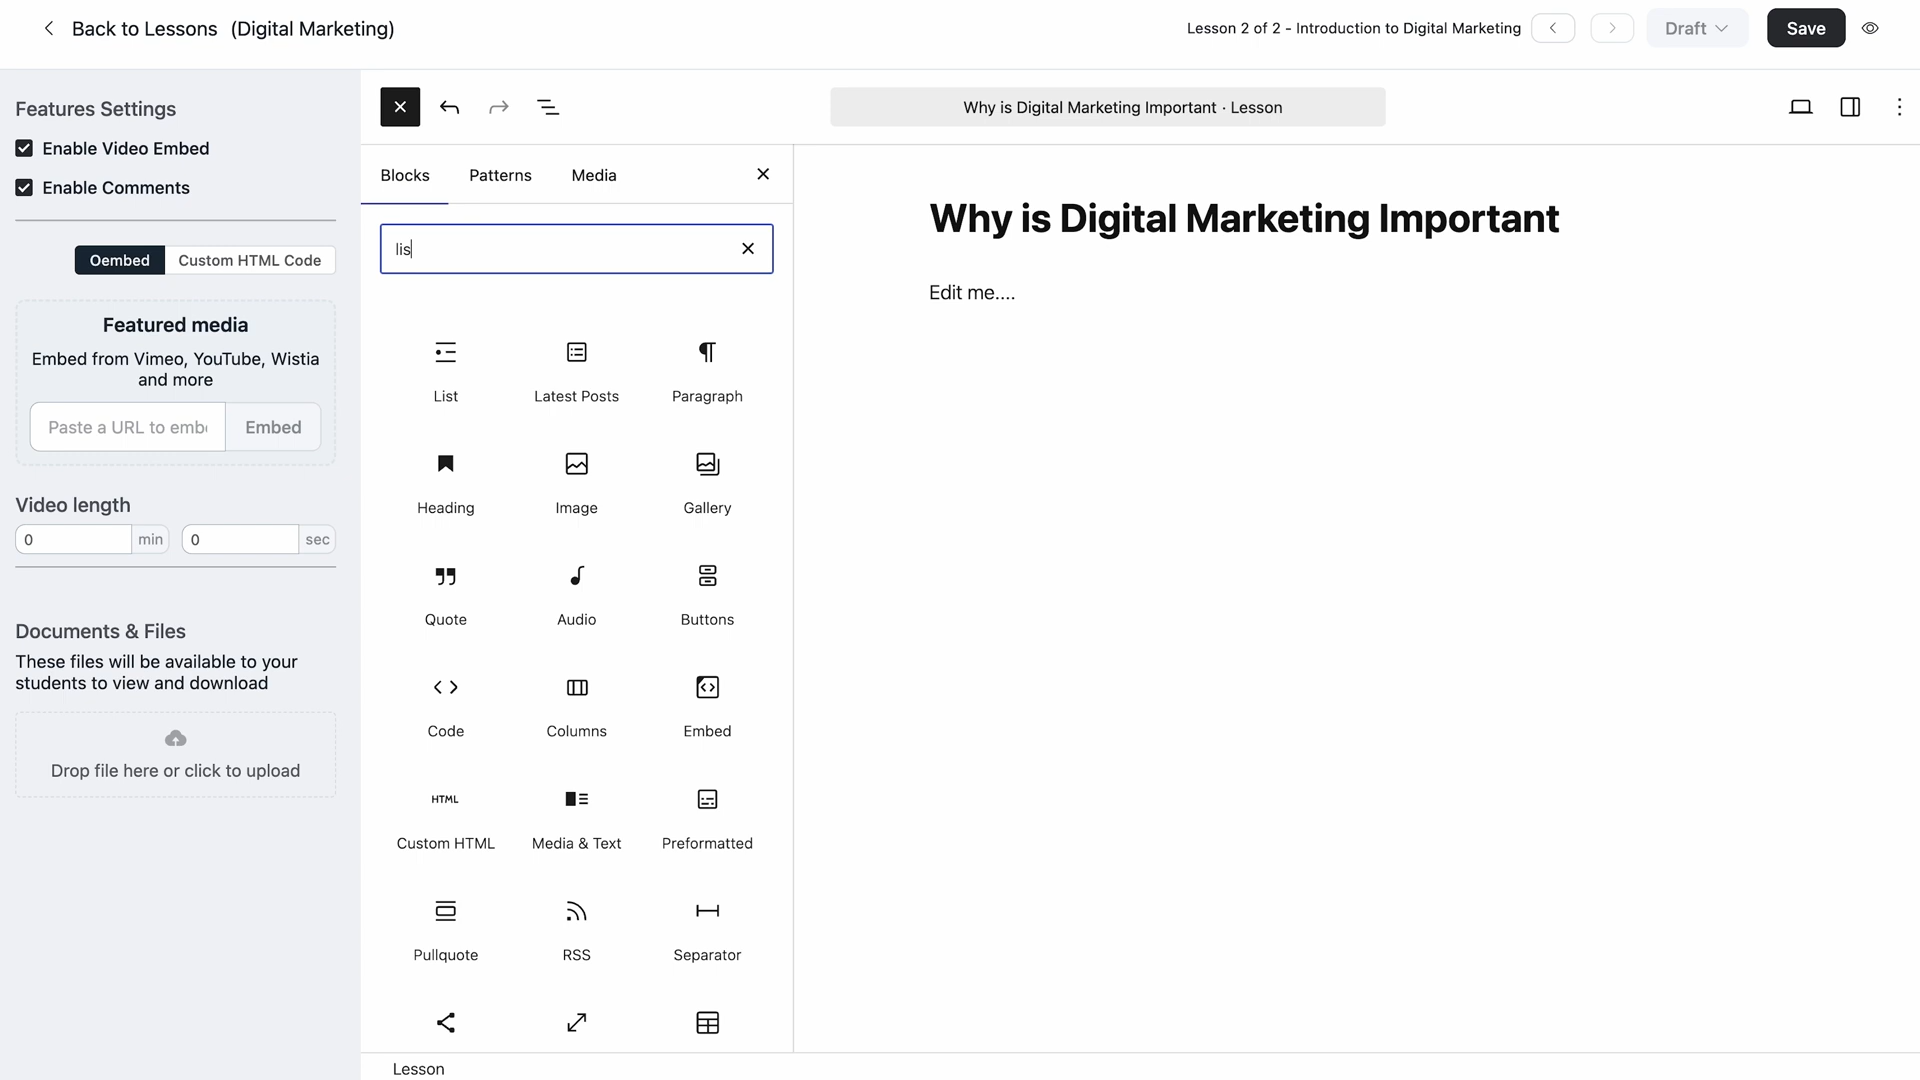 Back to Lessons (Digital Marketing)
Lesson 2 of 2 - Introduction to Digital Marketing
Draft
Save
Features Settings
Enable Video Embed
Enable Comments
Oembed
Custom HTML Code
Featured media
Embed from Vimeo, YouTube, Wistia
and more
Paste a URL to emb
Embed
Video length
0 min 0 sec
Documents & Files
These files will be available to your
students to view and download
Drop file here or click to upload
Why is Digital Marketing Important · Lesson
Blocks Patterns Media
lis
List Latest Posts Paragraph
Heading Image Gallery
Quote Audio Buttons
Code Columns Embed
HTML
Custom HTML Media & Text Preformatted
Pullquote RSS Separator
Lesson
Why is Digital Marketing Important
Edit me....